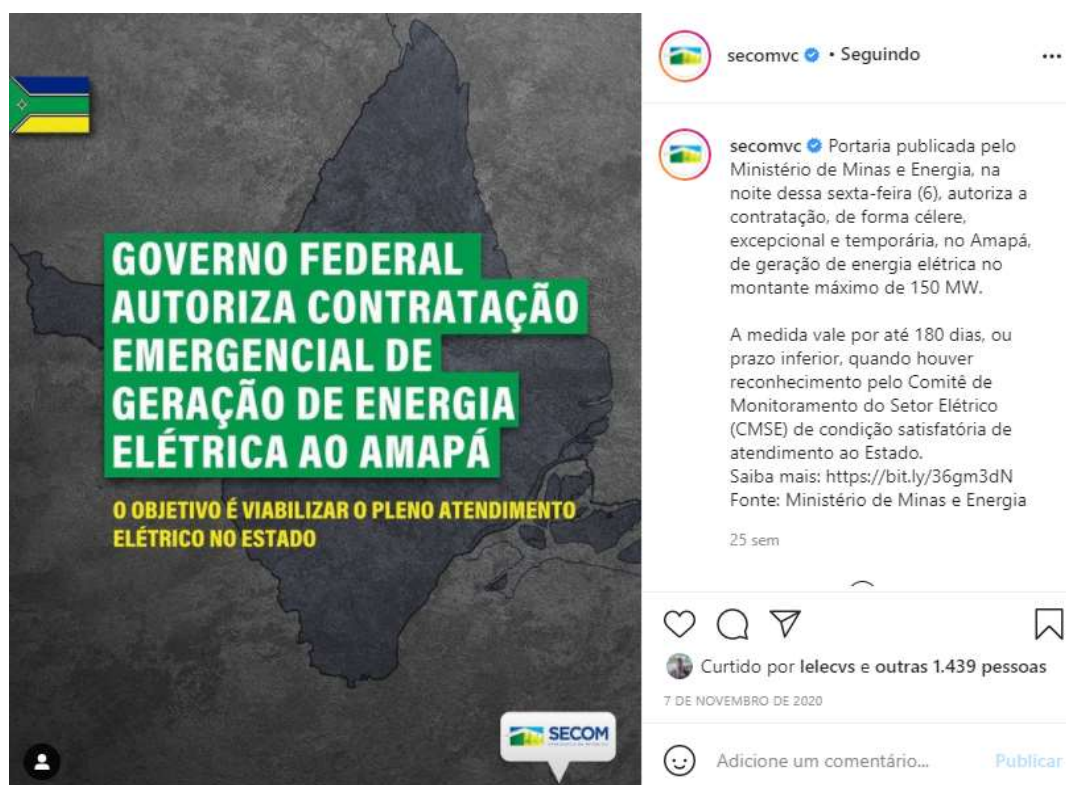 GOVERNO FEDERAL
AUTORIZA CONTRATAÇÃO
EMERGENCIAL DE
GERAÇÃO DE ENERGIA
ELÉTRICA AO AMAPÁ
O OBJETIVO É VIABILIZAR O PLENO ATENDIMENTO
ELÉTRICO NO ESTADO
SECOM
secomvc • Seguindo
secomvc Portaria publicada pelo
Ministério de Minas e Energia, na
noite dessa sexta-feira (6), autoriza a
contratação, de forma célere,
excepcional e temporária, no Amapá,
de geração de energia elétrica no
montante máximo de 150 MW.
A medida vale por até 180 dias, ou
prazo inferior, quando houver
reconhecimento pelo Comitê de
Monitoramento do Setor Elétrico
(CMSE) de condição satisfatória de
atendimento ao Estado.
Saiba mais: https://bit.ly/36gm3dN
Fonte: Ministério de Minas e Energia
25 sem
Curtido por lelecvs e outras 1.439 pessoas
7 DE NOVEMBRO DE 2020
Adicione um comentário... Publicar